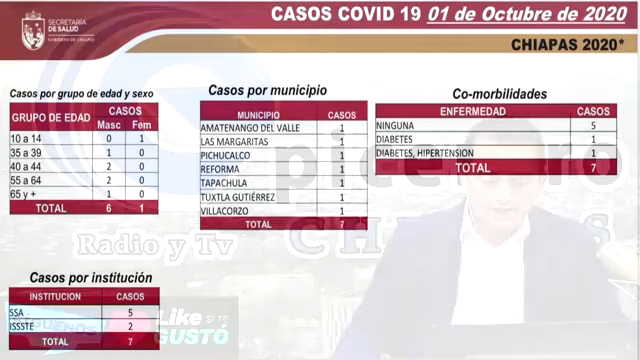 SECRETARÍA
DE SALUD
GOBIERNO DE CHIAPAS
CASOS COVID 19 01 de Octubre de 2020
CHIAPAS 2020*
Casos por grupo de edad y sexo
GRUPO DE EDAD CASOS
Masc Fem
10 a 14 0 1
35 a 39 1 0
40 a 44 2 0
55 a 64 2 0
65 y + 1 0
TOTAL 6 1
Casos por municipio
MUNICIPIO CASOS
AMATENANGO DEL VALLE 1
LAS MARGARITAS 1
PICHUCALCO 1
REFORMA 1
TAPACHULA 1
TUXTLA GUTIÉRREZ 1
VILLACORZO 1
TOTAL 7
Co-morbilidades
ENFERMEDAD CASOS
NINGUNA 5
DIABETES 1
DIABETES, HIPERTENSION 1
TOTAL 7
Radio y Tv
Casos por institución
INSTITUCION CASOS
SSA 5
ISSSTE 2
TOTAL 7
SÍGUENOS
Like SI TE
GUSTÓ